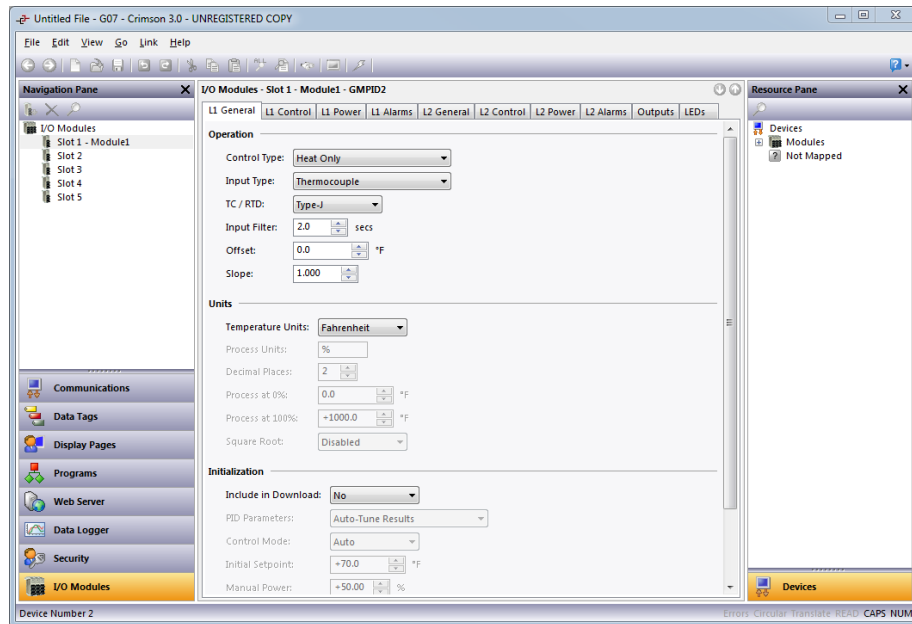 Untitled File - G07 - Crimson 3.0 - UNREGISTERED COPY
File Edit View Go Link Help
Navigation Pane
I/O Modules
Slot 1 - Module1
Slot 2
Slot 3
Slot 4
Slot 5
Communications
Data Tags
Display Pages
Programs
Web Server
Data Logger
Security
I/O Modules
I/O Modules - Slot 1 - Module1 - GMPID2
L1 General L1 Control L1 Power L1 Alarms L2 General L2 Control L2 Power L2 Alarms Outputs LEDs
Operation
Control Type: Heat Only
Input Type: Thermocouple
TC / RTD: Type-J
Input Filter: 2.0 secs
Offset: 0.0 °F
Slope: 1.000
Units
Temperature Units: Fahrenheit
Process Units: %
Decimal Places: 2
Process at 0%: 0.0 °F
Process at 100%: +1000.0 °F
Square Root: Disabled
Initialization
Include in Download: No
PID Parameters: Auto-Tune Results
Control Mode: Auto
Initial Setpoint: +70.0 °F
Manual Power: +50.00 %
Resource Pane
Devices
Modules
? Not Mapped
Devices
Device Number 2
Errors Circular Translate READ CAPS NUM